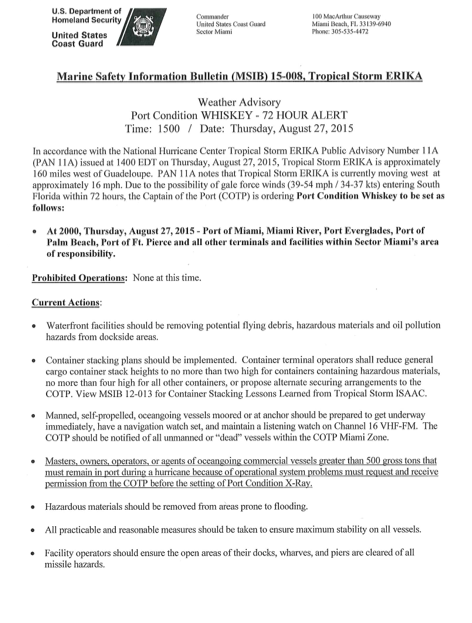 U.S. Department of
Homeland Security
United States
Coast Guard
Commander
United States Coast Guard
Sector Miami
100 MacArthur Causeway
Miami Beach, FL 33139-6940
Phone: 305-535-4472
Marine Safety Information Bulletin (MSIB) 15-008, Tropical Storm ERIKA
Weather Advisory
Port Condition WHISKEY - 72 HOUR ALERT
Time: 1500 / Date: Thursday, August 27, 2015
In accordance with the National Hurricane Center Tropical Storm ERIKA Public Advisory Number 11A
(PAN 11A) issued at 1400 EDT on Thursday, August 27, 2015, Tropical Storm ERIKA is approximately
160 miles west of Guadeloupe. PAN 11A notes that Tropical Storm ERIKA is currently moving west at
approximately 16 mph. Due to the possibility of gale force winds (39-54 mph / 34-37 kts) entering South
Florida within 72 hours, the Captain of the Port (COTP) is ordering Port Condition Whiskey to be set as
follows:
• At 2000, Thursday, August 27, 2015 - Port of Miami, Miami River, Port Everglades, Port of
Palm Beach, Port of Ft. Pierce and all other terminals and facilities within Sector Miami's area
of responsibility.
Prohibited Operations: None at this time.
Current Actions:
• Waterfront facilities should be removing potential flying debris, hazardous materials and oil pollution
hazards from dockside areas.
• Container stacking plans should be implemented. Container terminal operators shall reduce general
cargo container stack heights to no more than two high for containers containing hazardous materials,
no more than four high for all other containers, or propose alternate securing arrangements to the
COTP. View MSIB 12-013 for Container Stacking Lessons Learned from Tropical Storm ISAAC.
• Manned, self-propelled, oceangoing vessels moored or at anchor should be prepared to get underway
immediately, have a navigation watch set, and maintain a listening watch on Channel 16 VHF-FM. The
COTP should be notified of all unmanned or "dead" vessels within the COTP Miami Zone.
• Masters, owners, operators, or agents of oceangoing commercial vessels greater than 500 gross tons that
must remain in port during a hurricane because of operational system problems must request and receive
permission from the COTP before the setting of Port Condition X-Ray.
• Hazardous materials should be removed from areas prone to flooding.
• All practicable and reasonable measures should be taken to ensure maximum stability on all vessels.
• Facility operators should ensure the open areas of their docks, wharves, and piers are cleared of all
missile hazards.